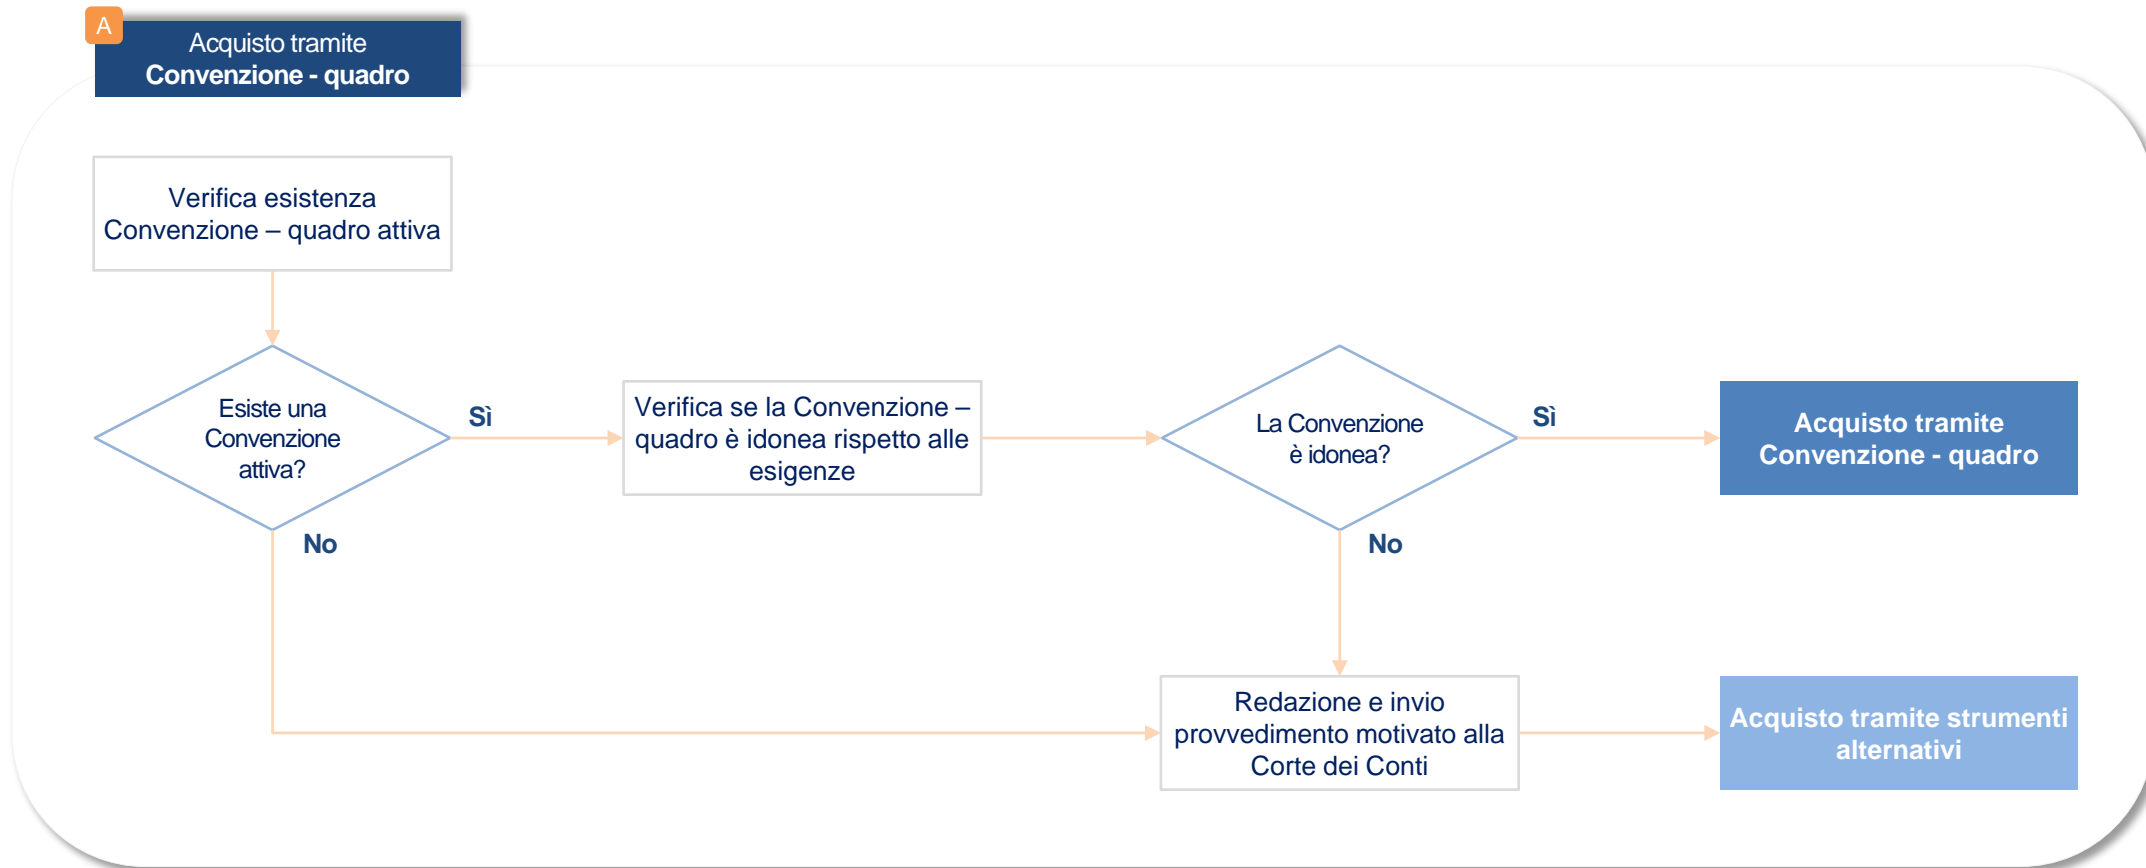 A
Acquisto tramite
Convenzione - quadro
Verifica esistenza
Convenzione – quadro attiva
Esiste una
Convenzione
attiva?
Sì
No
Verifica se la Convenzione –
quadro è idonea rispetto alle
esigenze
La Convenzione
è idonea?
Sì
No
Acquisto tramite
Convenzione - quadro
Redazione e invio
provvedimento motivato alla
Corte dei Conti
Acquisto tramite strumenti
alternativi